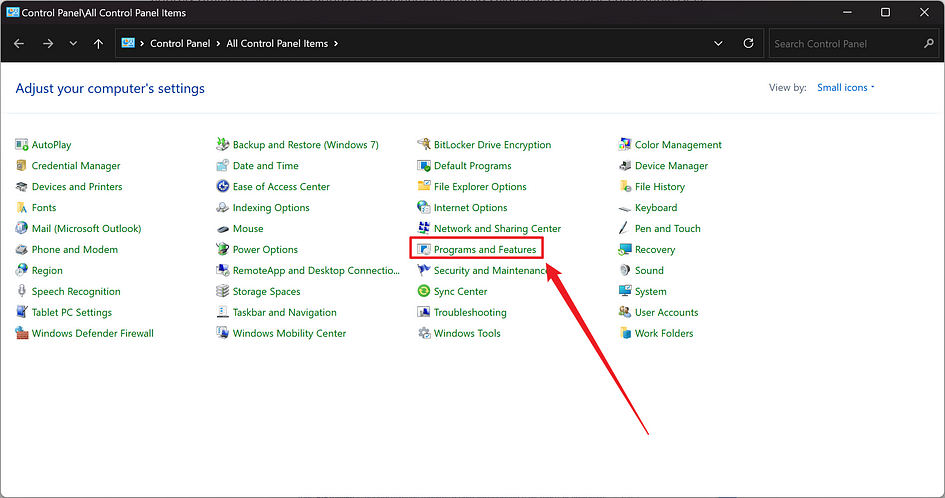 Control Panel\All Control Panel Items
Control Panel > All Control Panel Items >
Search Control Panel
Adjust your computer's settings
View by: Small icons
AutoPlay
Backup and Restore (Windows 7)
BitLocker Drive Encryption
Color Management
Credential Manager
Date and Time
Default Programs
Device Manager
Devices and Printers
Ease of Access Center
File Explorer Options
File History
Fonts
Indexing Options
Internet Options
Keyboard
Mail (Microsoft Outlook)
Mouse
Network and Sharing Center
Pen and Touch
Phone and Modem
Power Options
Programs and Features
Recovery
Region
RemoteApp and Desktop Connectio...
Security and Maintenance
Sound
Speech Recognition
Storage Spaces
Sync Center
System
Tablet PC Settings
Taskbar and Navigation
Troubleshooting
User Accounts
Windows Defender Firewall
Windows Mobility Center
Windows Tools
Work Folders